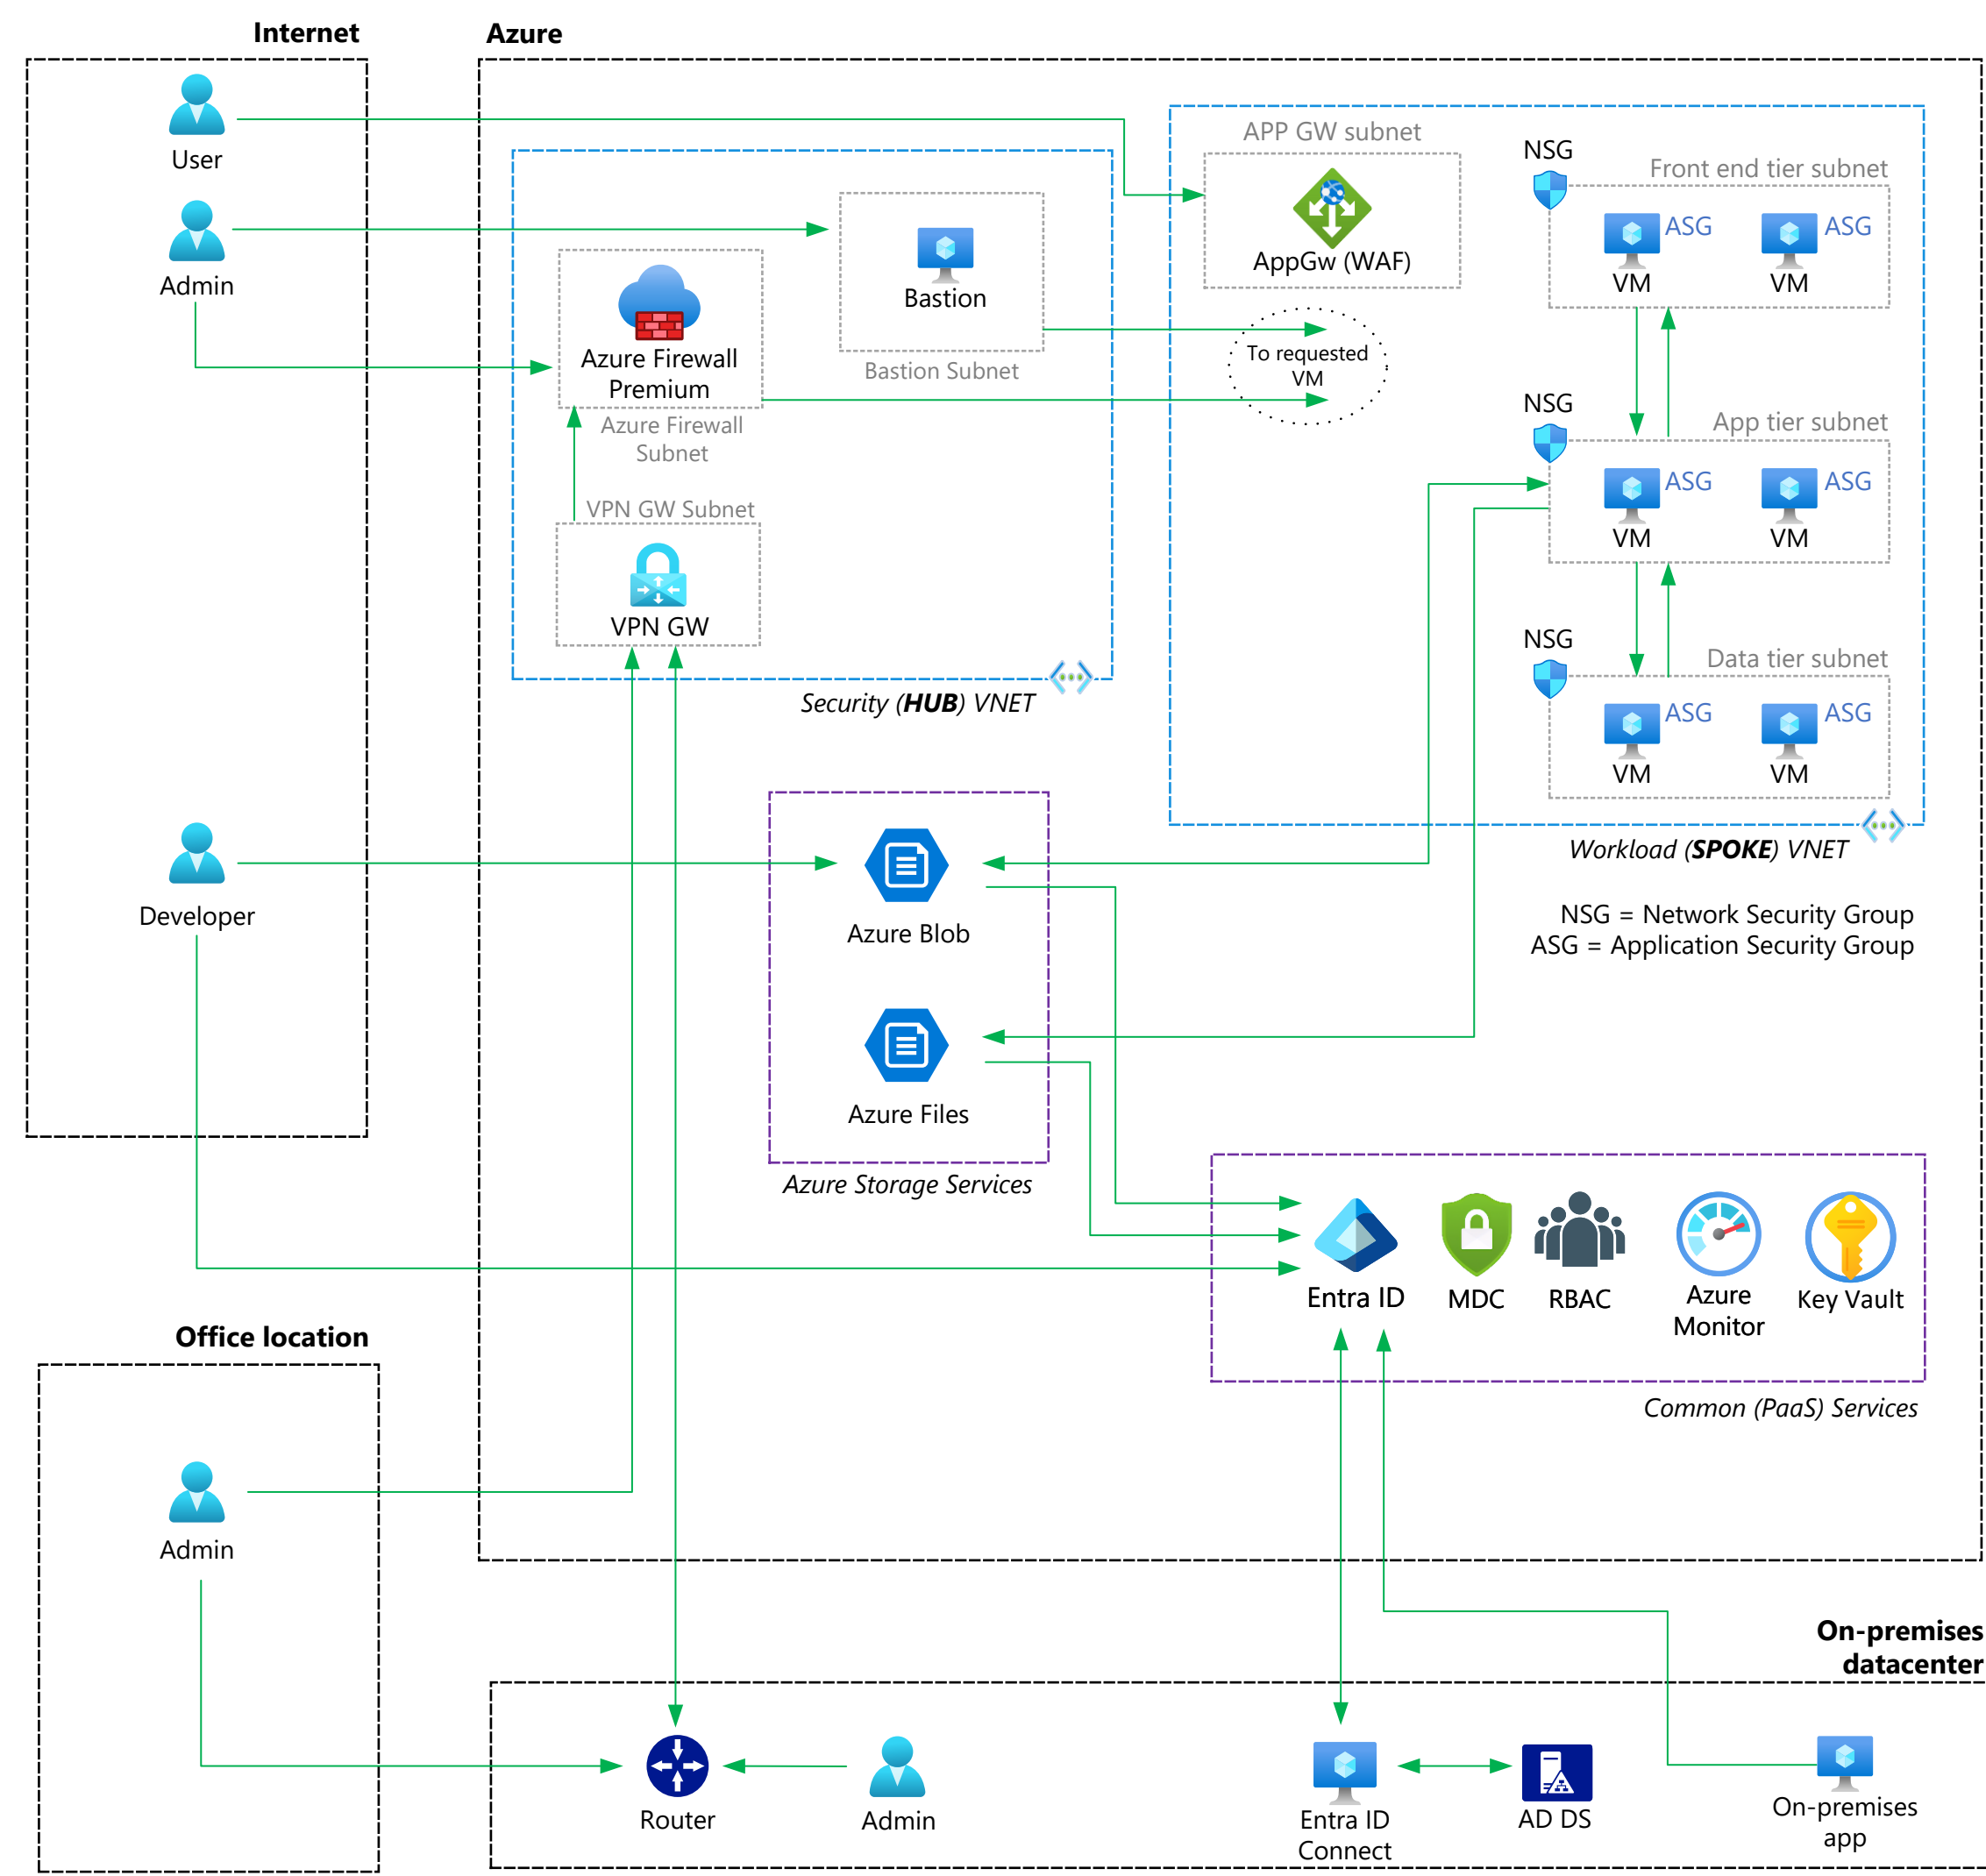 Internet
Azure
User
Admin
Developer
APP GW subnet
AppGw (WAF)
NSG
Front end tier subnet
ASG
ASG
VM
VM
Bastion
Bastion Subnet
Azure Firewall
Premium
Azure Firewall
Subnet
To requested
VM
NSG
App tier subnet
ASG
ASG
VM
VM
VPN GW Subnet
VPN GW
Security (HUB) VNET
NSG
Data tier subnet
ASG
ASG
VM
VM
Workload (SPOKE) VNET
NSG = Network Security Group
ASG = Application Security Group
Azure Blob
Azure Files
Azure Storage Services
Entra ID
MDC
RBAC
Azure
Monitor
Key Vault
Common (PaaS) Services
Office location
Admin
On-premises
datacenter
Router
Admin
Entra ID
Connect
AD DS
On-premises
app